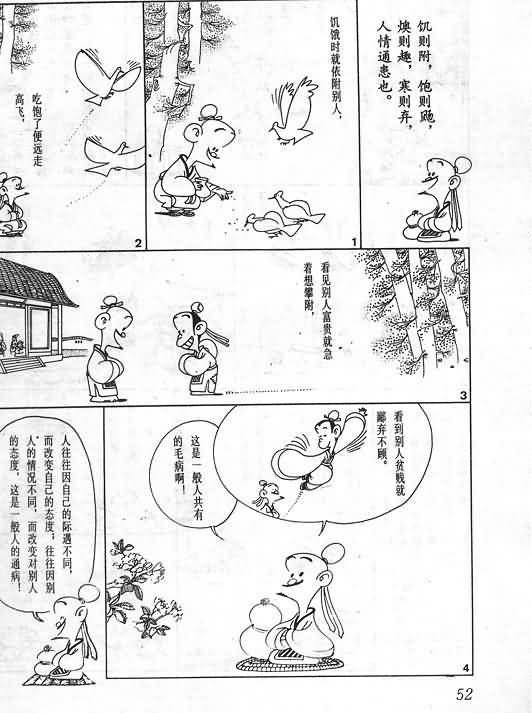 饥则附，饱则飏，
燠则趣，寒则弃，
人情通患也。
饥饿时就依附别人，
1
吃饱了便远走
高飞，
2
看见别人富贵就急
着想攀附，
3
看到别人贫贱就
鄙弃不顾。
这是一般人共有
的毛病啊！
4
人往往因自己的际遇不同，
而改变自己的态度；往往因别
人的情况不同，而改变对别人
的态度，这是一般人的通病！
52